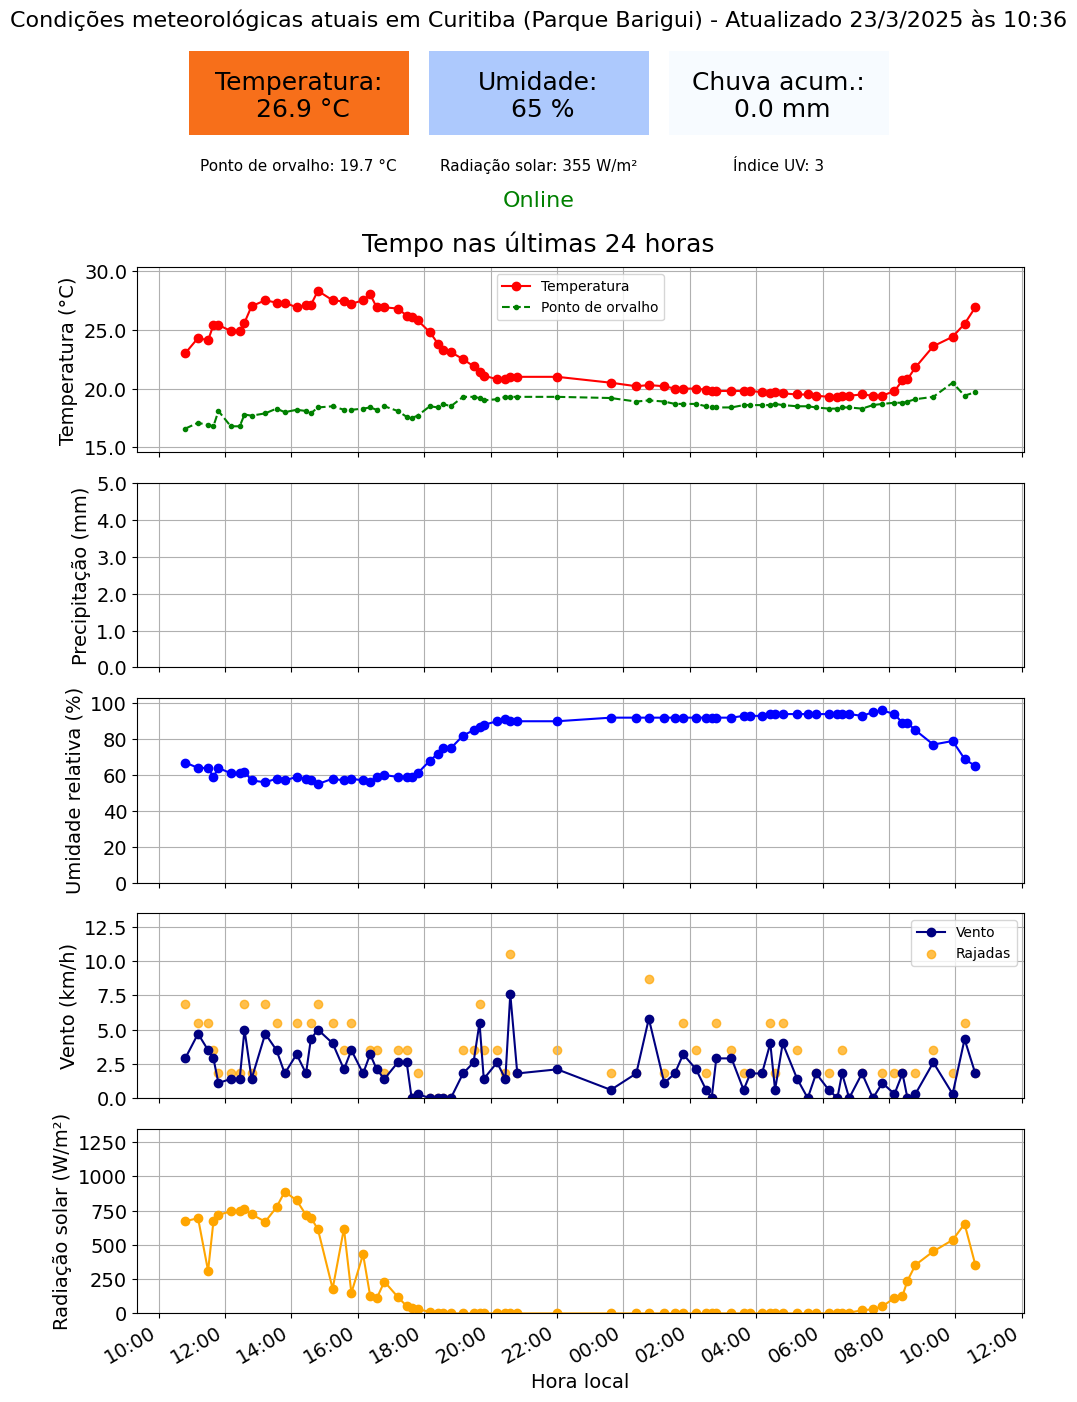 Condições meteorológicas atuais em Curitiba (Parque Barigui) - Atualizado 23/3/2025 às 10:36
Temperatura:
26.9 °C
Umidade:
65 %
Chuva acum.:
0.0 mm
Ponto de orvalho: 19.7 °C
Radiação solar: 355 W/m²
Índice UV: 3
Online
Tempo nas últimas 24 horas
Temperatura (°C)
30.0
25.0
20.0
15.0
Temperatura
Ponto de orvalho
Precipitação (mm)
5.0
4.0
3.0
2.0
1.0
0.0
Umidade relativa (%)
100
80
60
40
20
0
Vento (km/h)
12.5
10.0
7.5
5.0
2.5
0.0
Vento
Rajadas
Radiação solar (W/m²)
1250
1000
750
500
250
0
10:00
12:00
14:00
16:00
18:00
20:00
22:00
00:00
02:00
04:00
06:00
08:00
10:00
12:00
Hora local